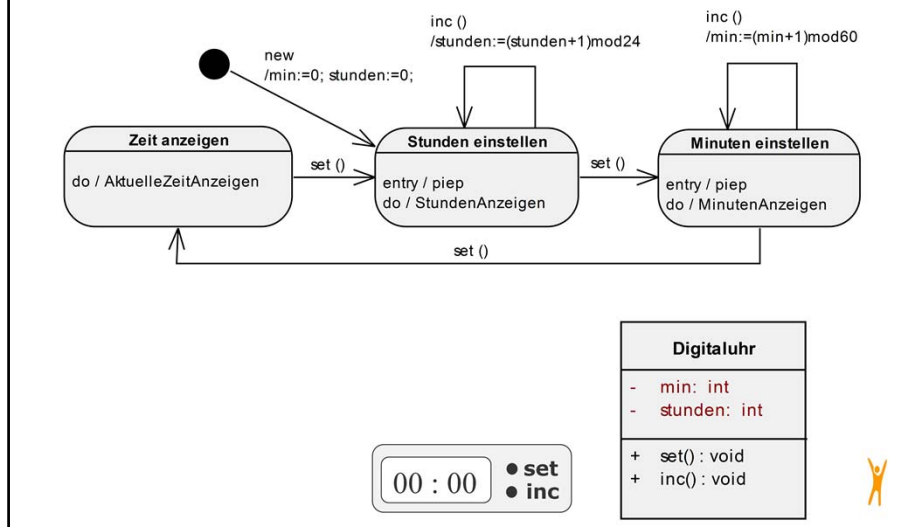 inc ()
/stunden:=(stunden+1)mod24
inc ()
/min:=(min+1)mod60
new
/min:=0; stunden:=0;
Zeit anzeigen
do / AktuelleZeitAnzeigen
set ()
Stunden einstellen
entry / piep
do / StundenAnzeigen
set ()
Minuten einstellen
entry / piep
do / MinutenAnzeigen
set ()
Digitaluhr
- min: int
- stunden: int
+ set() : void
+ inc() : void
00 : 00
● set
● inc